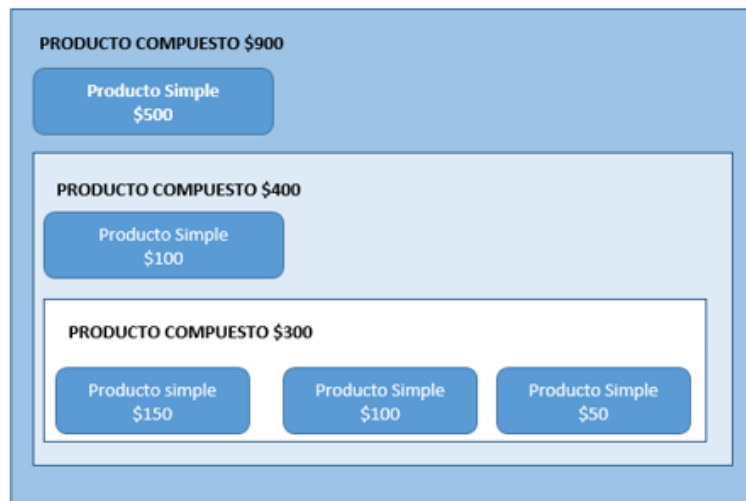 PRODUCTO COMPUESTO $900
Producto Simple
$500
PRODUCTO COMPUESTO $400
Producto Simple
$100
PRODUCTO COMPUESTO $300
Producto simple
$150
Producto Simple
$100
Producto Simple
$50